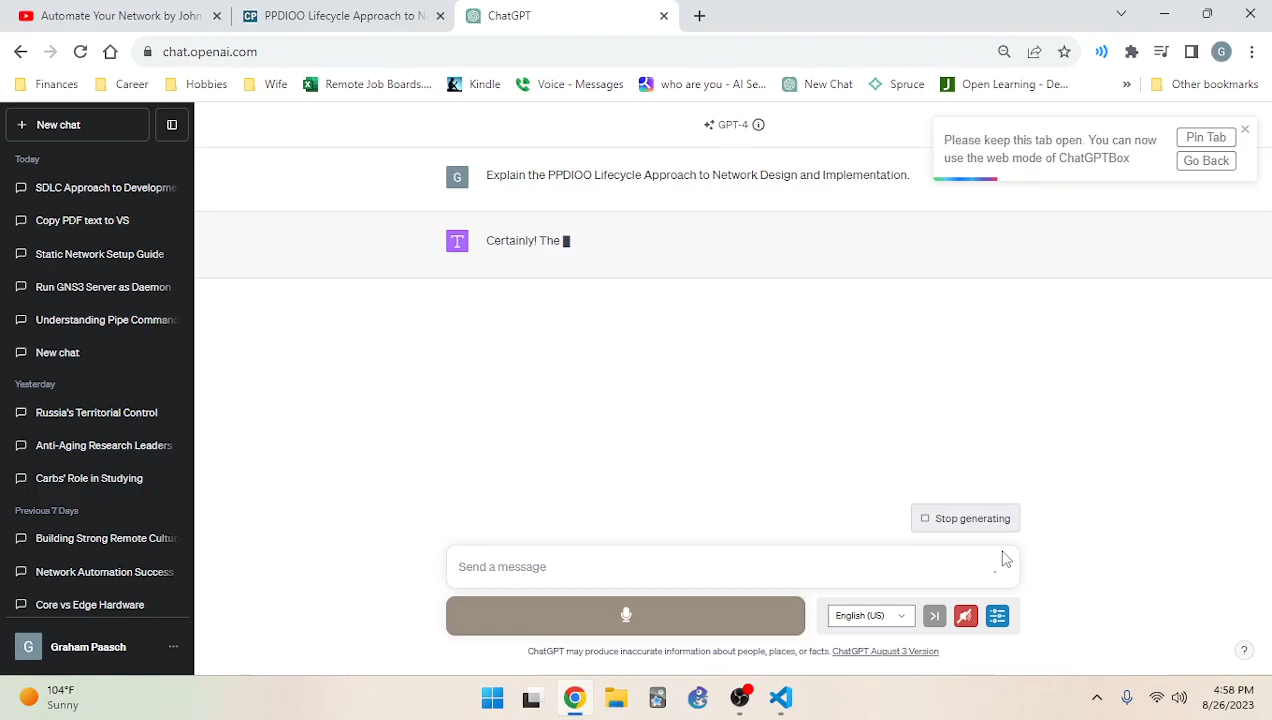 Automate Your Network by John
PPDIOO Lifecycle Approach to N
ChatGPT
chat.openai.com
G
Finances
Career
Hobbies
Wife
Remote Job Boards....
Kindle
Voice - Messages
who are you - AI Se...
New Chat
Spruce
Open Learning - De...
»
Other bookmarks
+ New chat
GPT-4
Please keep this tab open. You can now
use the web mode of ChatGPTBox
Pin Tab
Go Back
Today
SDLC Approach to Developme
Copy PDF text to VS
Static Network Setup Guide
Run GNS3 Server as Daemon
Understanding Pipe Command
New chat
Yesterday
Russia's Territorial Control
Anti-Aging Research Leaders
Carbs' Role in Studying
Previous 7 Days
Building Strong Remote Cultur
Network Automation Success
Core vs Edge Hardware
G
Graham Paasch
...
G
Explain the PPDIOO Lifecycle Approach to Network Design and Implementation.
T
Certainly! The
Stop generating
Send a message
English (US)
ChatGPT may produce inaccurate information about people, places, or facts. ChatGPT August 3 Version
?
104°F
Sunny
4:58 PM
8/26/2023